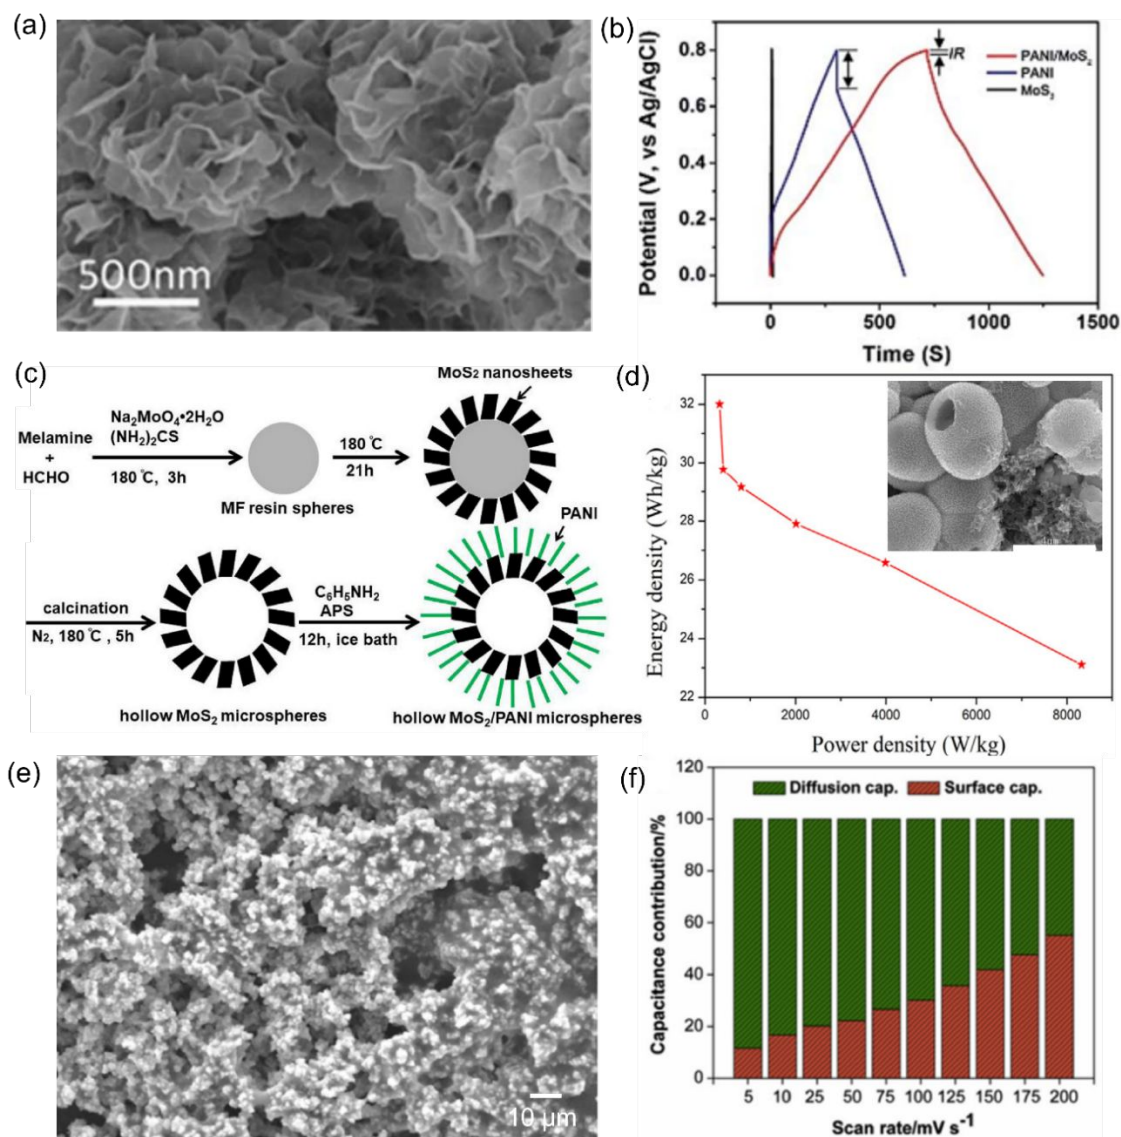 (a)
500nm
(b)
Potential (V, vs Ag/AgCl)
0.8
0.6
0.4
0.2
0.0
IR
PANI/MoS₂
PANI
MoS₂
0
500
1000
1500
Time (S)
(c)
Melamine
+
HCHO
Na₂MoO₄•2H₂O
(NH₂)₂CS
180℃, 3h
MF resin spheres
180℃
21h
MoS₂ nanosheets
calcination
N₂, 180℃ , 5h
hollow MoS₂ microspheres
C₆H₅NH₂
APS
12h, ice bath
PANI
hollow MoS₂/PANI microspheres
(d)
Energy density (Wh/kg)
32
30
28
26
24
22
0
2000
4000
6000
8000
Power density (W/kg)
(e)
10 µm
(f)
Capacitance contribution/%
120
100
80
60
40
20
0
Diffusion cap.
Surface cap.
5 10 25 50 75 100 125 150 175 200
Scan rate/mV s⁻¹